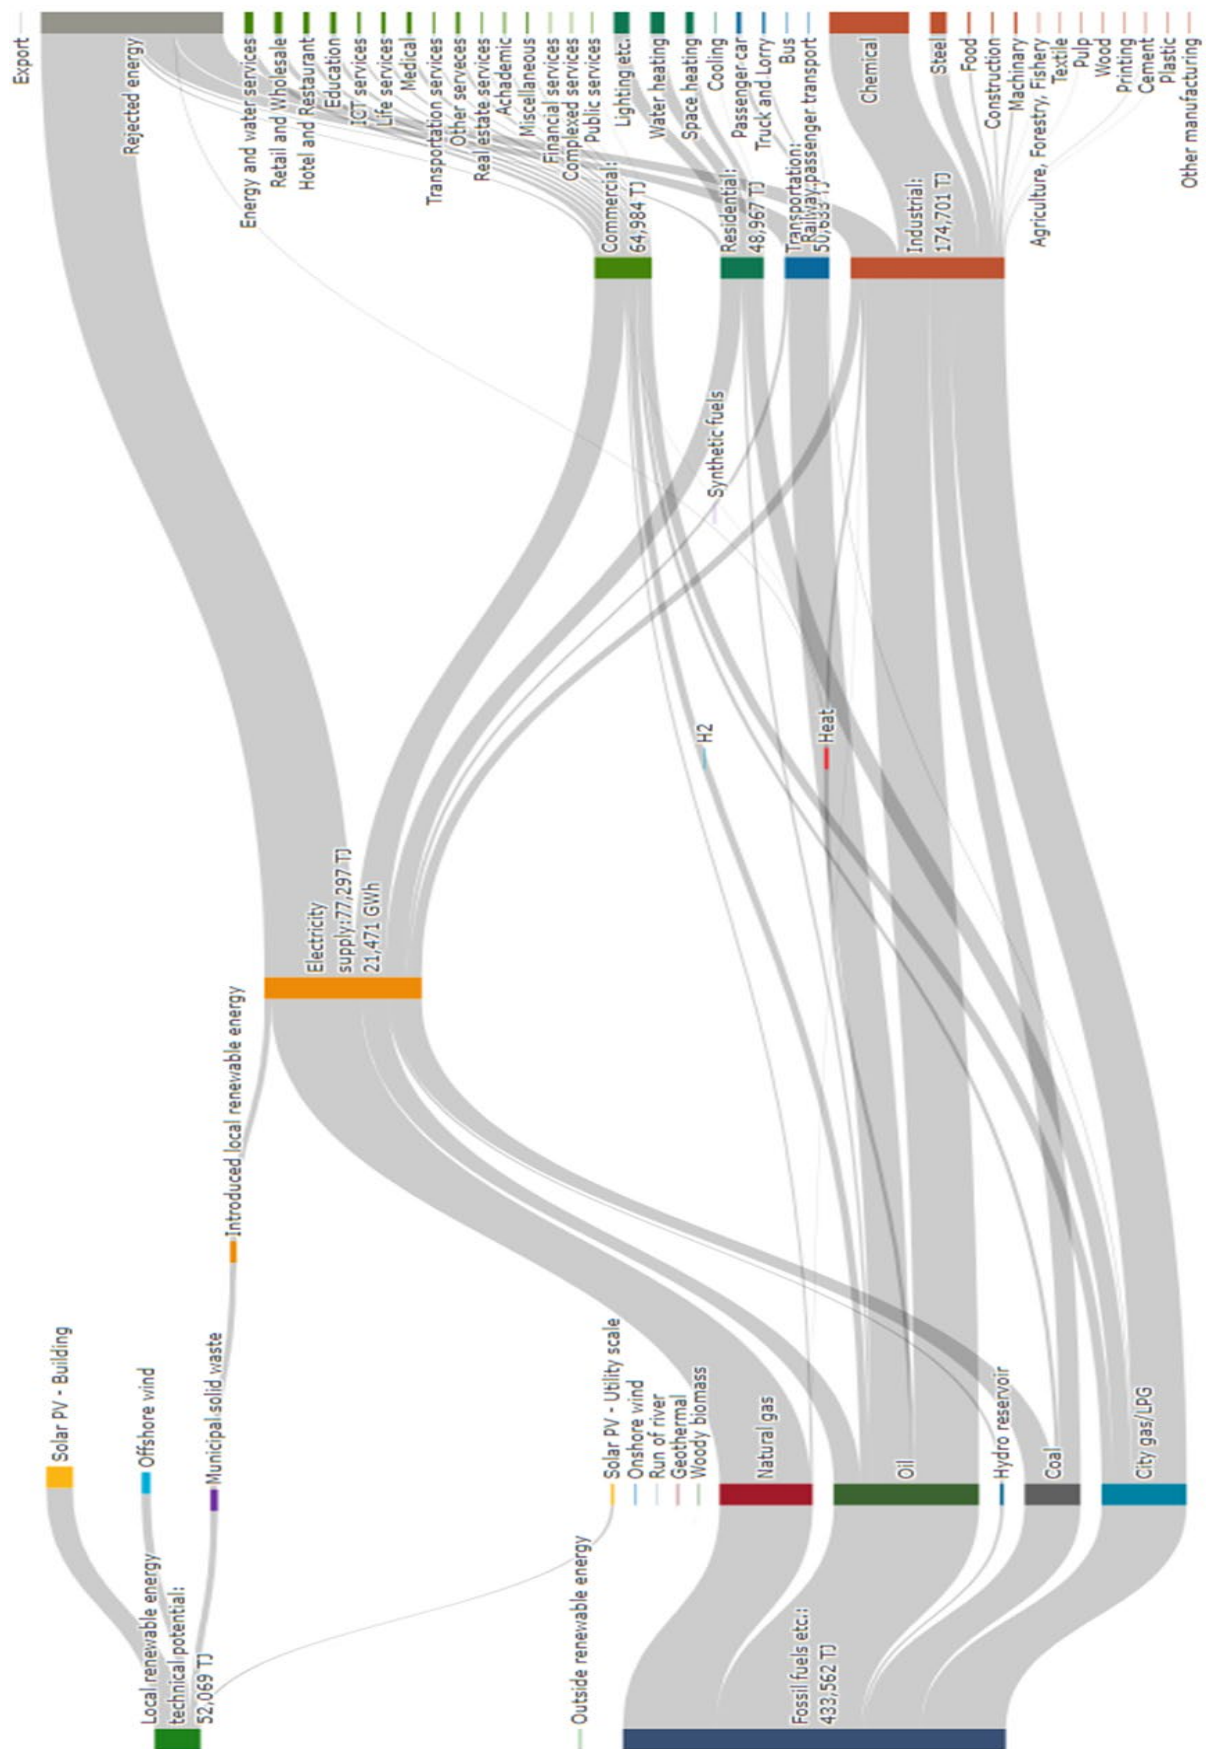 Local renewable energy
technical potential:
52,069 TJ
Outside renewable energy
Fossil fuels etc.:
433,562 TJ
Solar PV - Building
Offshore wind
Municipal solid waste
Solar PV - Utility scale
Onshore wind
Run of river
Geothermal
Woody biomass
Natural gas
Oil
Hydro reservoir
Coal
City gas/LPG
Introduced local renewable energy
Electricity
supply:77,297 TJ
21,471 GWh
H2
Heat
Synthetic fuels
Commercial:
64,984 TJ
Residential:
48,967 TJ
Transportation:
50,633 TJ
Industrial:
174,701 TJ
Export
Rejected energy
Energy and water services
Retail and Wholesale
Hotel and Restaurant
Education
ICT services
Life services
Medical
Transportation services
Other serveces
Real estate services
Achademic
Miscellaneous
Financial services
Complexed services
Public services
Lighting etc.
Water heating
Space heating
Cooling
Passenger car
Truck and Lorry
Bus
Railway passenger transport
Chemical
Steel
Food
Construction
Machinary
Agriculture, Forestry, Fishery
Textile
Pulp
Wood
Printing
Cement
Plastic
Other manufacturing